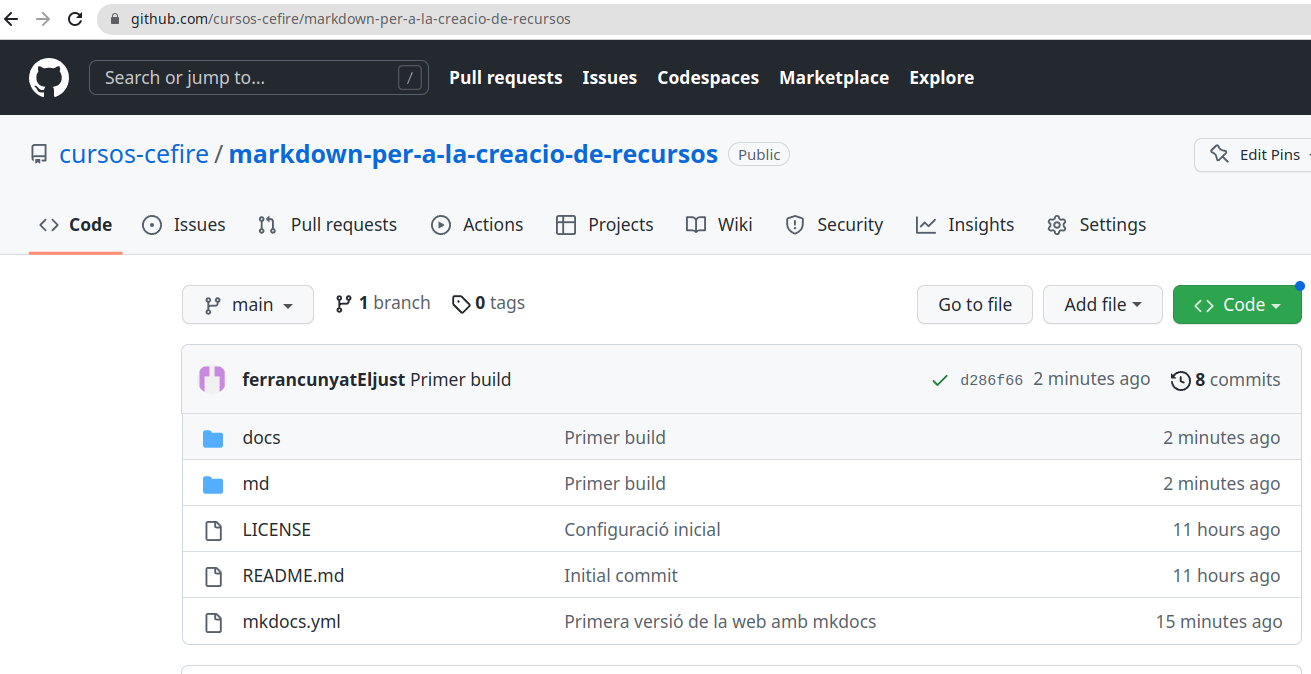 github.com/cursos-cefire/markdown-per-a-la-creacio-de-recursos
Search or jump to... / Pull requests Issues Codespaces Marketplace Explore
cursos-cefire / markdown-per-a-la-creacio-de-recursos Public Edit Pins
Code Issues Pull requests Actions Projects Wiki Security Insights Settings
main 1 branch 0 tags Go to file Add file Code
ferrancunyatEljust Primer build d286f66 2 minutes ago 8 commits
docs Primer build 2 minutes ago
md Primer build 2 minutes ago
LICENSE Configuració inicial 11 hours ago
README.md Initial commit 11 hours ago
mkdocs.yml Primera versió de la web amb mkdocs 15 minutes ago